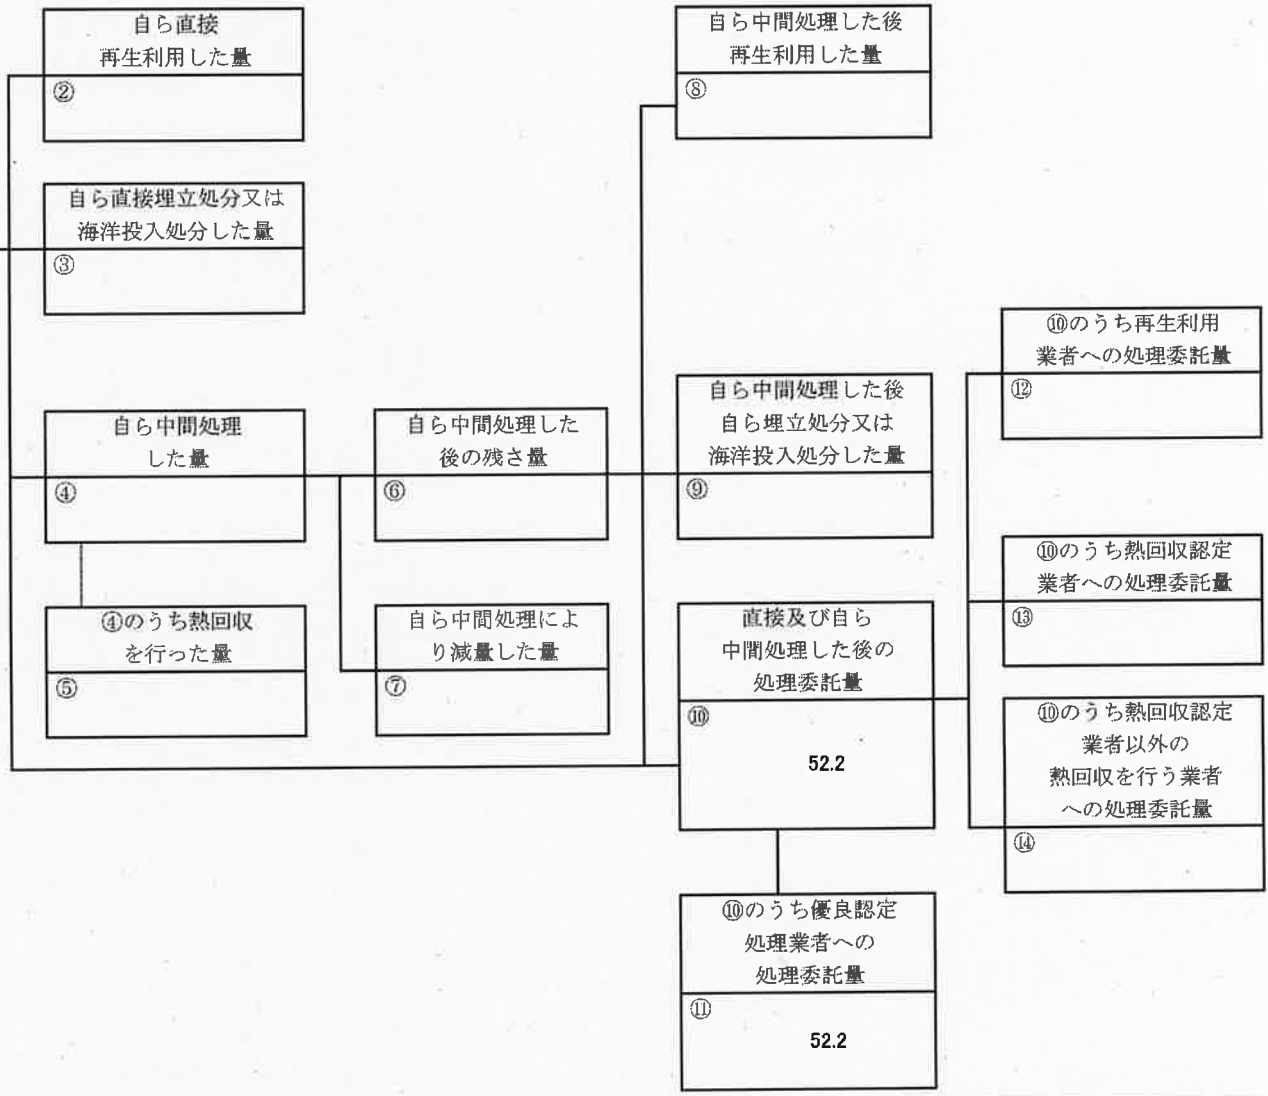 自ら直接
再生利用した量
②
自ら直接埋立処分又は
海洋投入処分した量
③
自ら中間処理
した量
④
④のうち熱回収
を行った量
⑤
自ら中間処理した
後の残さ量
⑥
自ら中間処理によ
り減量した量
⑦
自ら中間処理した後
再生利用した量
⑧
自ら中間処理した後
自ら埋立処分又は
海洋投入処分した量
⑨
直接及び自ら
中間処理した後の
処理委託量
⑩
52.2
⑩のうち優良認定
処理業者への
処理委託量
⑪
52.2
⑩のうち再生利用
業者への処理委託量
⑫
⑩のうち熱回収認定
業者への処理委託量
⑬
⑩のうち熱回収認定
業者以外の
熱回収を行う業者
への処理委託量
⑭